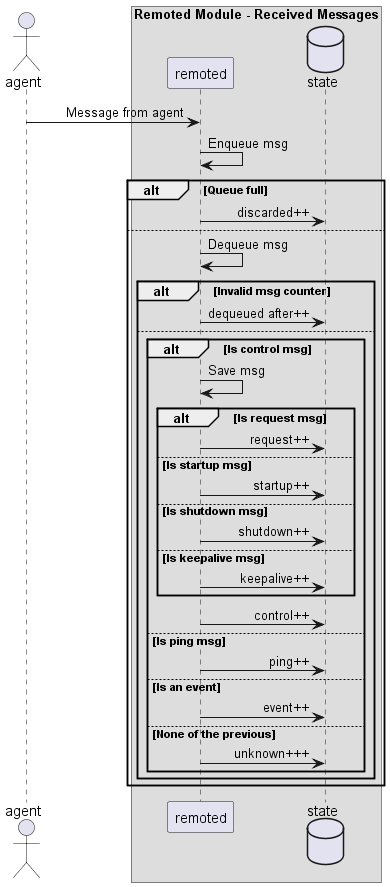 Remoted Module - Received Messages
agent
remoted
state
Message from agent
Enqueue msg
alt [Queue full]
discarded++
Dequeue msg
alt [Invalid msg counter]
dequeued after++
alt [Is control msg]
Save msg
alt [Is request msg]
request++
[Is startup msg]
startup++
[Is shutdown msg]
shutdown++
[Is keepalive msg]
keepalive++
control++
[Is ping msg]
ping++
[Is an event]
event++
[None of the previous]
unknown+++
agent
remoted
state